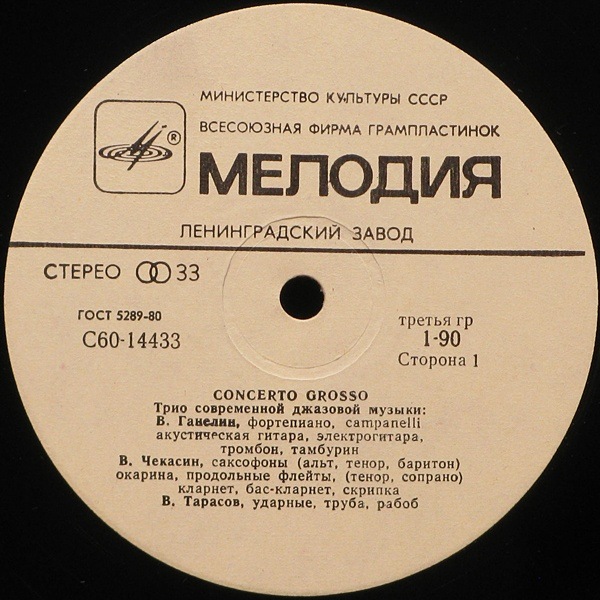 МИНИСТЕРСТВО КУЛЬТУРЫ СССР
ВСЕСОЮЗНАЯ ФИРМА ГРАМПЛАСТИНОК
®
МЕЛОДИЯ
ЛЕНИНГРАДСКИЙ ЗАВОД
СТЕРЕО 33
ГОСТ 5289-80
С60-14433
третья гр
1-90
Сторона 1
CONCERTO GROSSO
Трио современной джазовой музыки:
В. Ганелин, фортепиано, campanelli
акустическая гитара, электрогитара,
тромбон, тамбурин
В. Чекасин, саксофоны (альт, тенор, баритон)
окарина, продольные флейты, (тенор, сопрано)
кларнет, бас-кларнет, скрипка
В. Тарасов, ударные, труба, рабоб